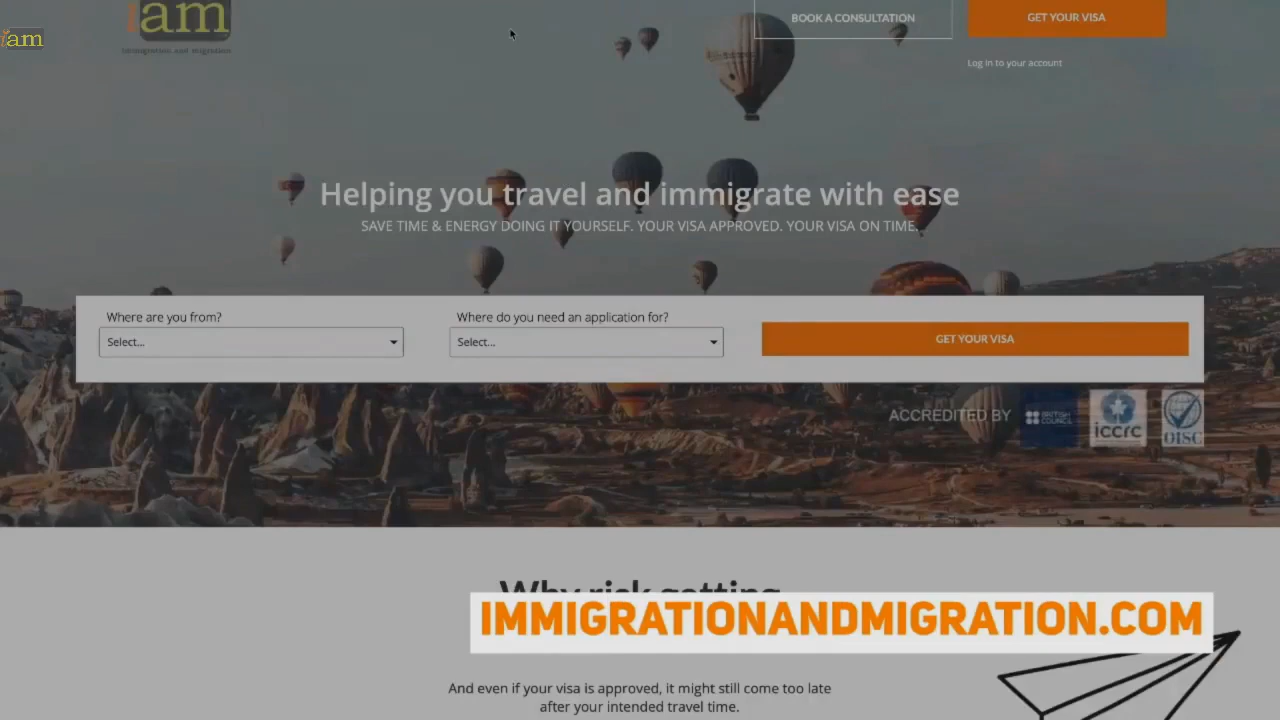 iam
immigration and migration
BOOK A CONSULTATION
GET YOUR VISA
iam
Log in to your account
Helping you travel and immigrate with ease
SAVE TIME & ENERGY DOING IT YOURSELF. YOUR VISA APPROVED. YOUR VISA ON TIME.
Where are you from?
Where do you need an application for?
Select...
Select...
GET YOUR VISA
ACCREDITED BY
BRITISH
COUNCIL
iccrc
OISC
Why risk getting
IMMIGRATIONANDMIGRATION.COM
And even if your visa is approved, it might still come too late
after your intended travel time.